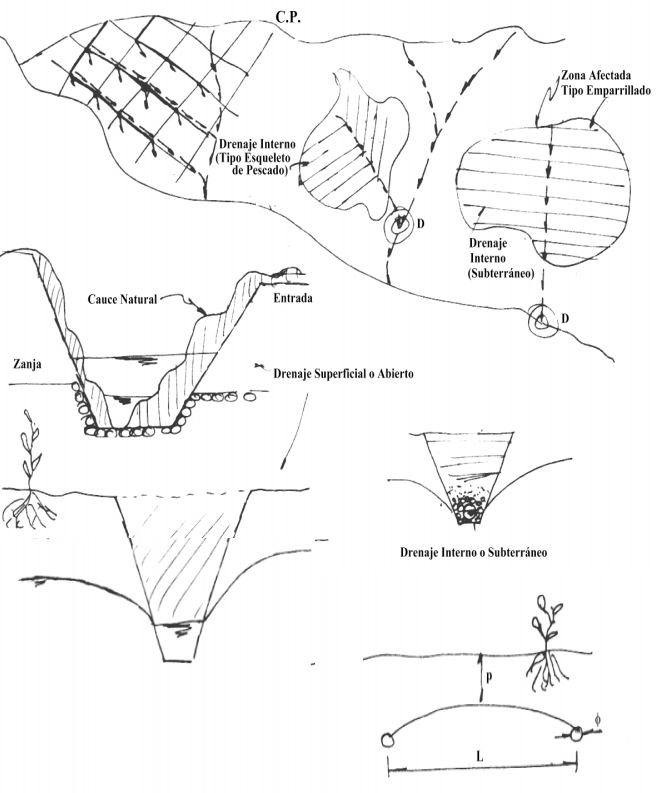 C.P.
Zona Afectada
Tipo Emparrillado
Drenaje Interno
(Tipo Esqueleto
de Pescado)
D
Drenaje
Interno
(Subterráneo)
D
Cauce Natural
Entrada
Zanja
Drenaje Superficial o Abierto
Drenaje Interno o Subterráneo
p
ϕ
L